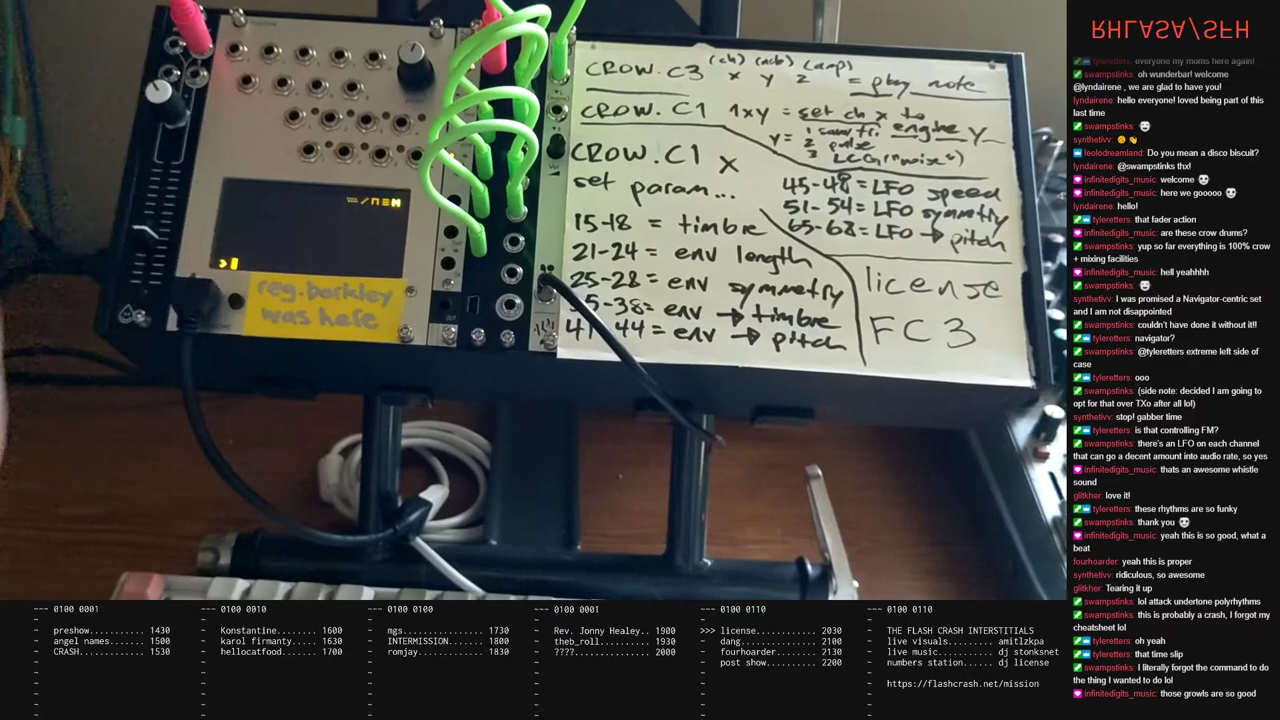 RHLASA/SFH
CROW.C3 (ch) x (note) y (amp) z = play note
CROW.C1 1xy = set ch x to engine y
CROW.C1 x
set param...
15-18 = timbre
21-24 = env length
25-28 = env symmetry
5-38 = env → timbre
41-44 = env → pitch
45-48 = LFO speed
51-54 = LFO symmetry
65-68 = LFO → pitch
license
FC3
reg.barkley
was hafe
tyleretters: everyone my moms here again!
swampstinks: oh wunderbar! welcome
@lyndairene , we are glad to have you!
lyndairene: hello everyone! loved being part of this
last time
swampstinks:
synthetivv:
leolodreamland: Do you mean a disco biscuit?
lyndairene: @swampstinks thx!
infinitedigits_music: welcome
infinitedigits_music: here we gooooo
lyndairene: hello!
tyleretters: that fader action
infinitedigits_music: are these crow drums?
swampstinks: yup so far everything is 100% crow
+ mixing facilities
infinitedigits_music: hell yeahhhh
swampstinks:
synthetivv: I was promised a Navigator-centric set
and I am not disappointed
swampstinks: couldn't have done it without it!!
tyleretters: navigator?
swampstinks: @tyleretters extreme left side of
case
tyleretters: ooo
swampstinks: (side note: decided I am going to
opt for that over TXo after all lol)
synthetivv: stop! gabber time
tyleretters: is that controlling FM?
swampstinks: there's an LFO on each channel
that can go a decent amount into audio rate, so yes
infinitedigits_music: thats an awesome whistle
sound
glitkher: love it!
tyleretters: these rhythms are so funky
swampstinks: thank you
infinitedigits_music: yeah this is so good, what a
beat
fourhoarder: yeah this is proper
synthetivv: ridiculous, so awesome
glitkher: Tearing it up
swampstinks: lol attack undertone polyrhythms
swampstinks: this is probably a crash, I forgot my
cheatsheet lol
tyleretters: oh yeah
tyleretters: that time slip
swampstinks: I literally forgot the command to do
the thing I wanted to do lol
infinitedigits_music: those growls are so good
~~~ 0100 0001
preshow.......... 1430
angel names...... 1500
CRASH............ 1530
~~~ 0100 0010
Konstantine....... 1600
karol firmanty.... 1630
hellocatfood...... 1700
~~~ 0100 0100
mgs.............. 1730
INTERMISSION..... 1800
romjay........... 1830
~~~ 0100 0001
Rev. Jonny Healey.. 1900
theb_roll......... 1930
????.............. 2000
~~~ 0100 0110
>>> license.......... 2030
dang............. 2100
fourhoarder...... 2130
post show........ 2200
~~~ 0100 0110
THE FLASH CRASH INTERSTITIALS
live visuals..... amitlzkpa
live music....... dj stonksnet
numbers station.. dj license
https://flashcrash.net/mission